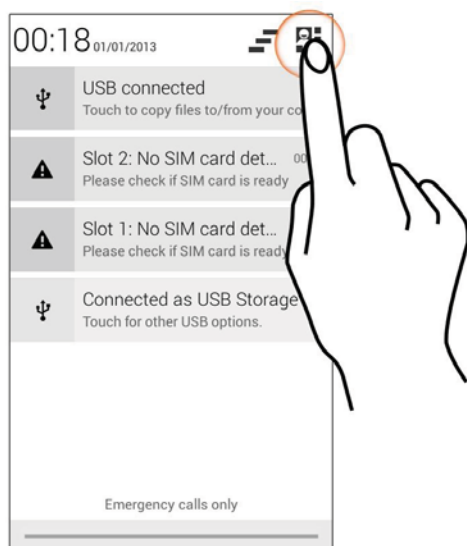 00:18 01/01/2013
USB connected
Touch to copy files to/from your co
Slot 2: No SIM card det... 00
Please check if SIM card is ready
Slot 1: No SIM card det...
Please check if SIM card is ready
Connected as USB Storage
Touch for other USB options.
Emergency calls only